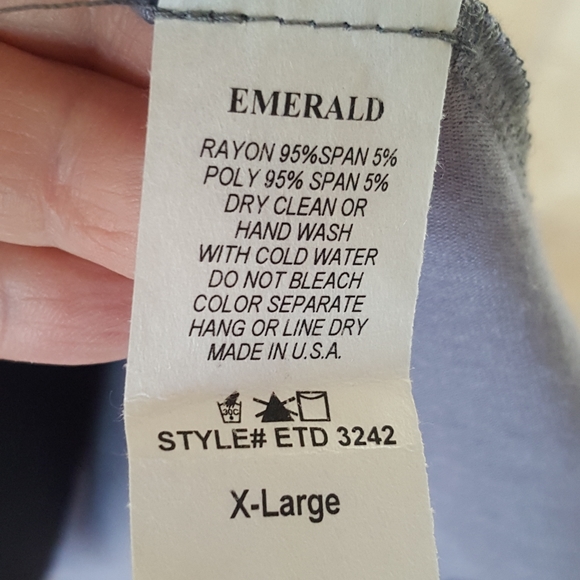 EMERALD
RAYON 95%SPAN 5%
POLY 95% SPAN 5%
DRY CLEAN OR
HAND WASH
WITH COLD WATER
DO NOT BLEACH
COLOR SEPARATE
HANG OR LINE DRY
MADE IN U.S.A.
30C
STYLE# ETD 3242
X-Large